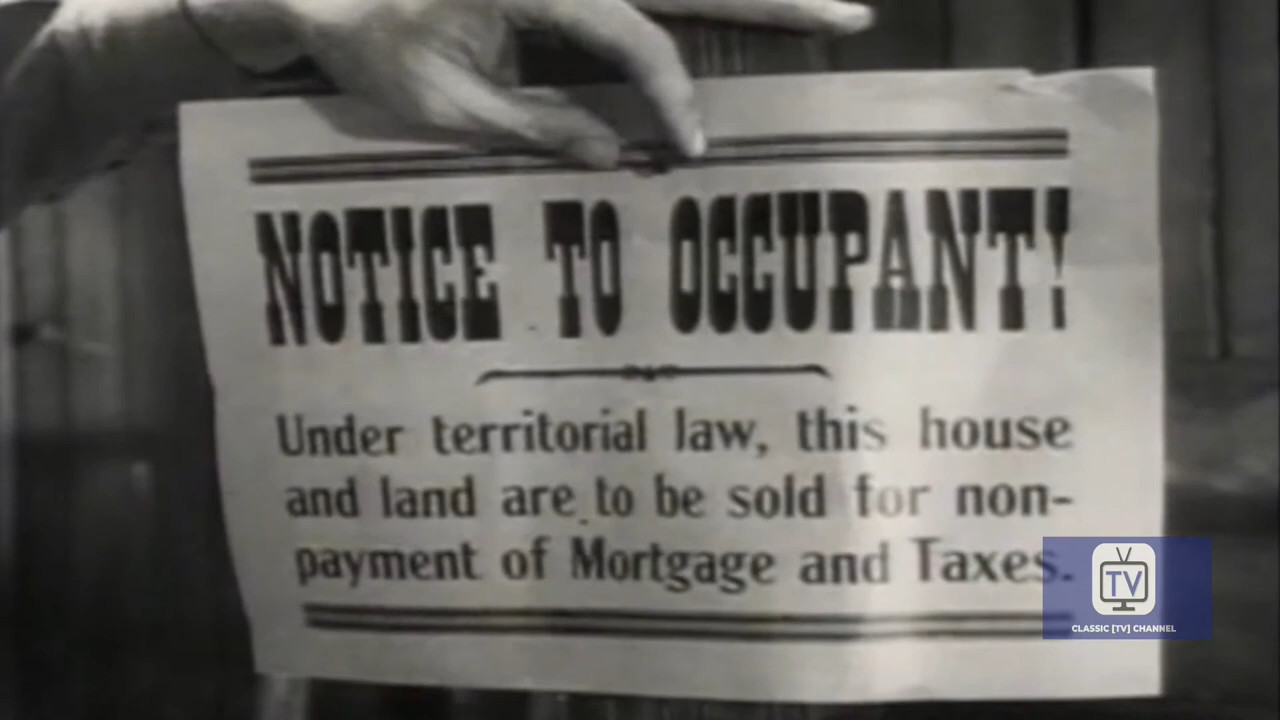 NOTICE TO OCCUPANT!
Under territorial law, this house
and land are to be sold for non-
payment of Mortgage and Taxes.
TV
CLASSIC [TV] CHANNEL